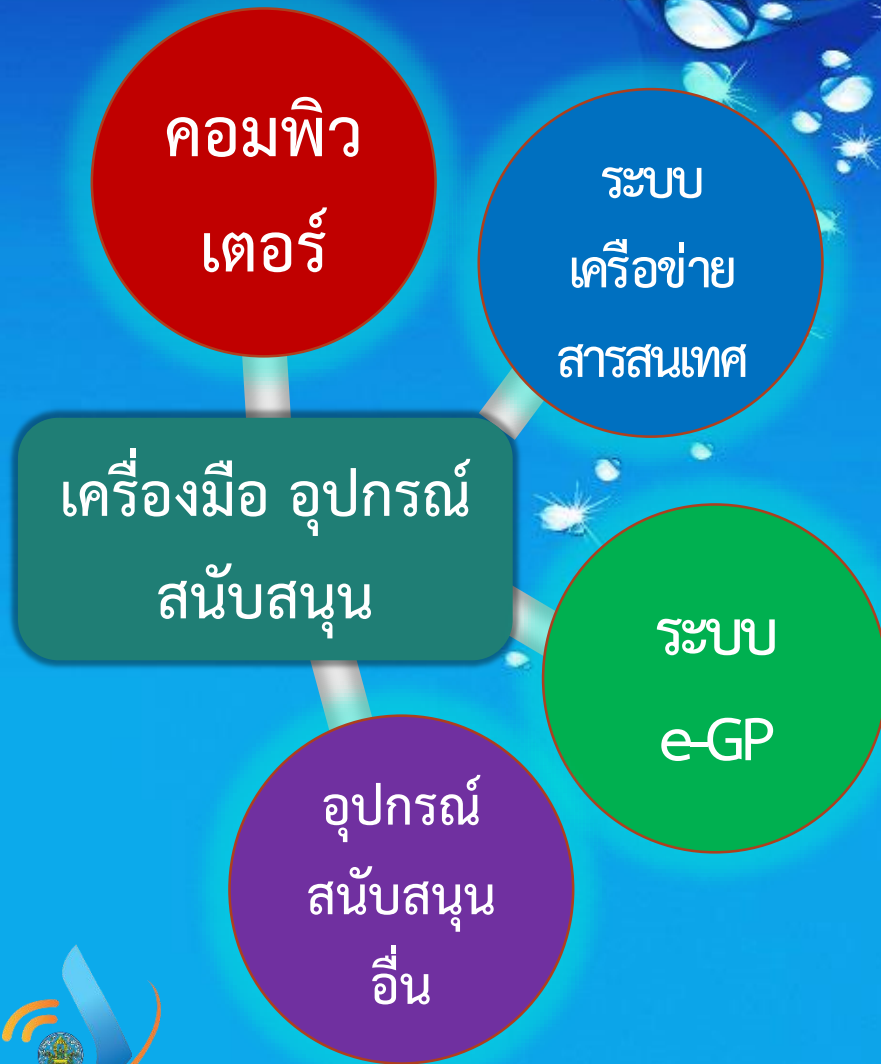 คอมพิว
เตอร์
ระบบ
เครือข่าย
สารสนเทศ
เครื่องมือ อุปกรณ์
สนับสนุน
ระบบ
e-GP
อุปกรณ์
สนับสนุน
อื่น